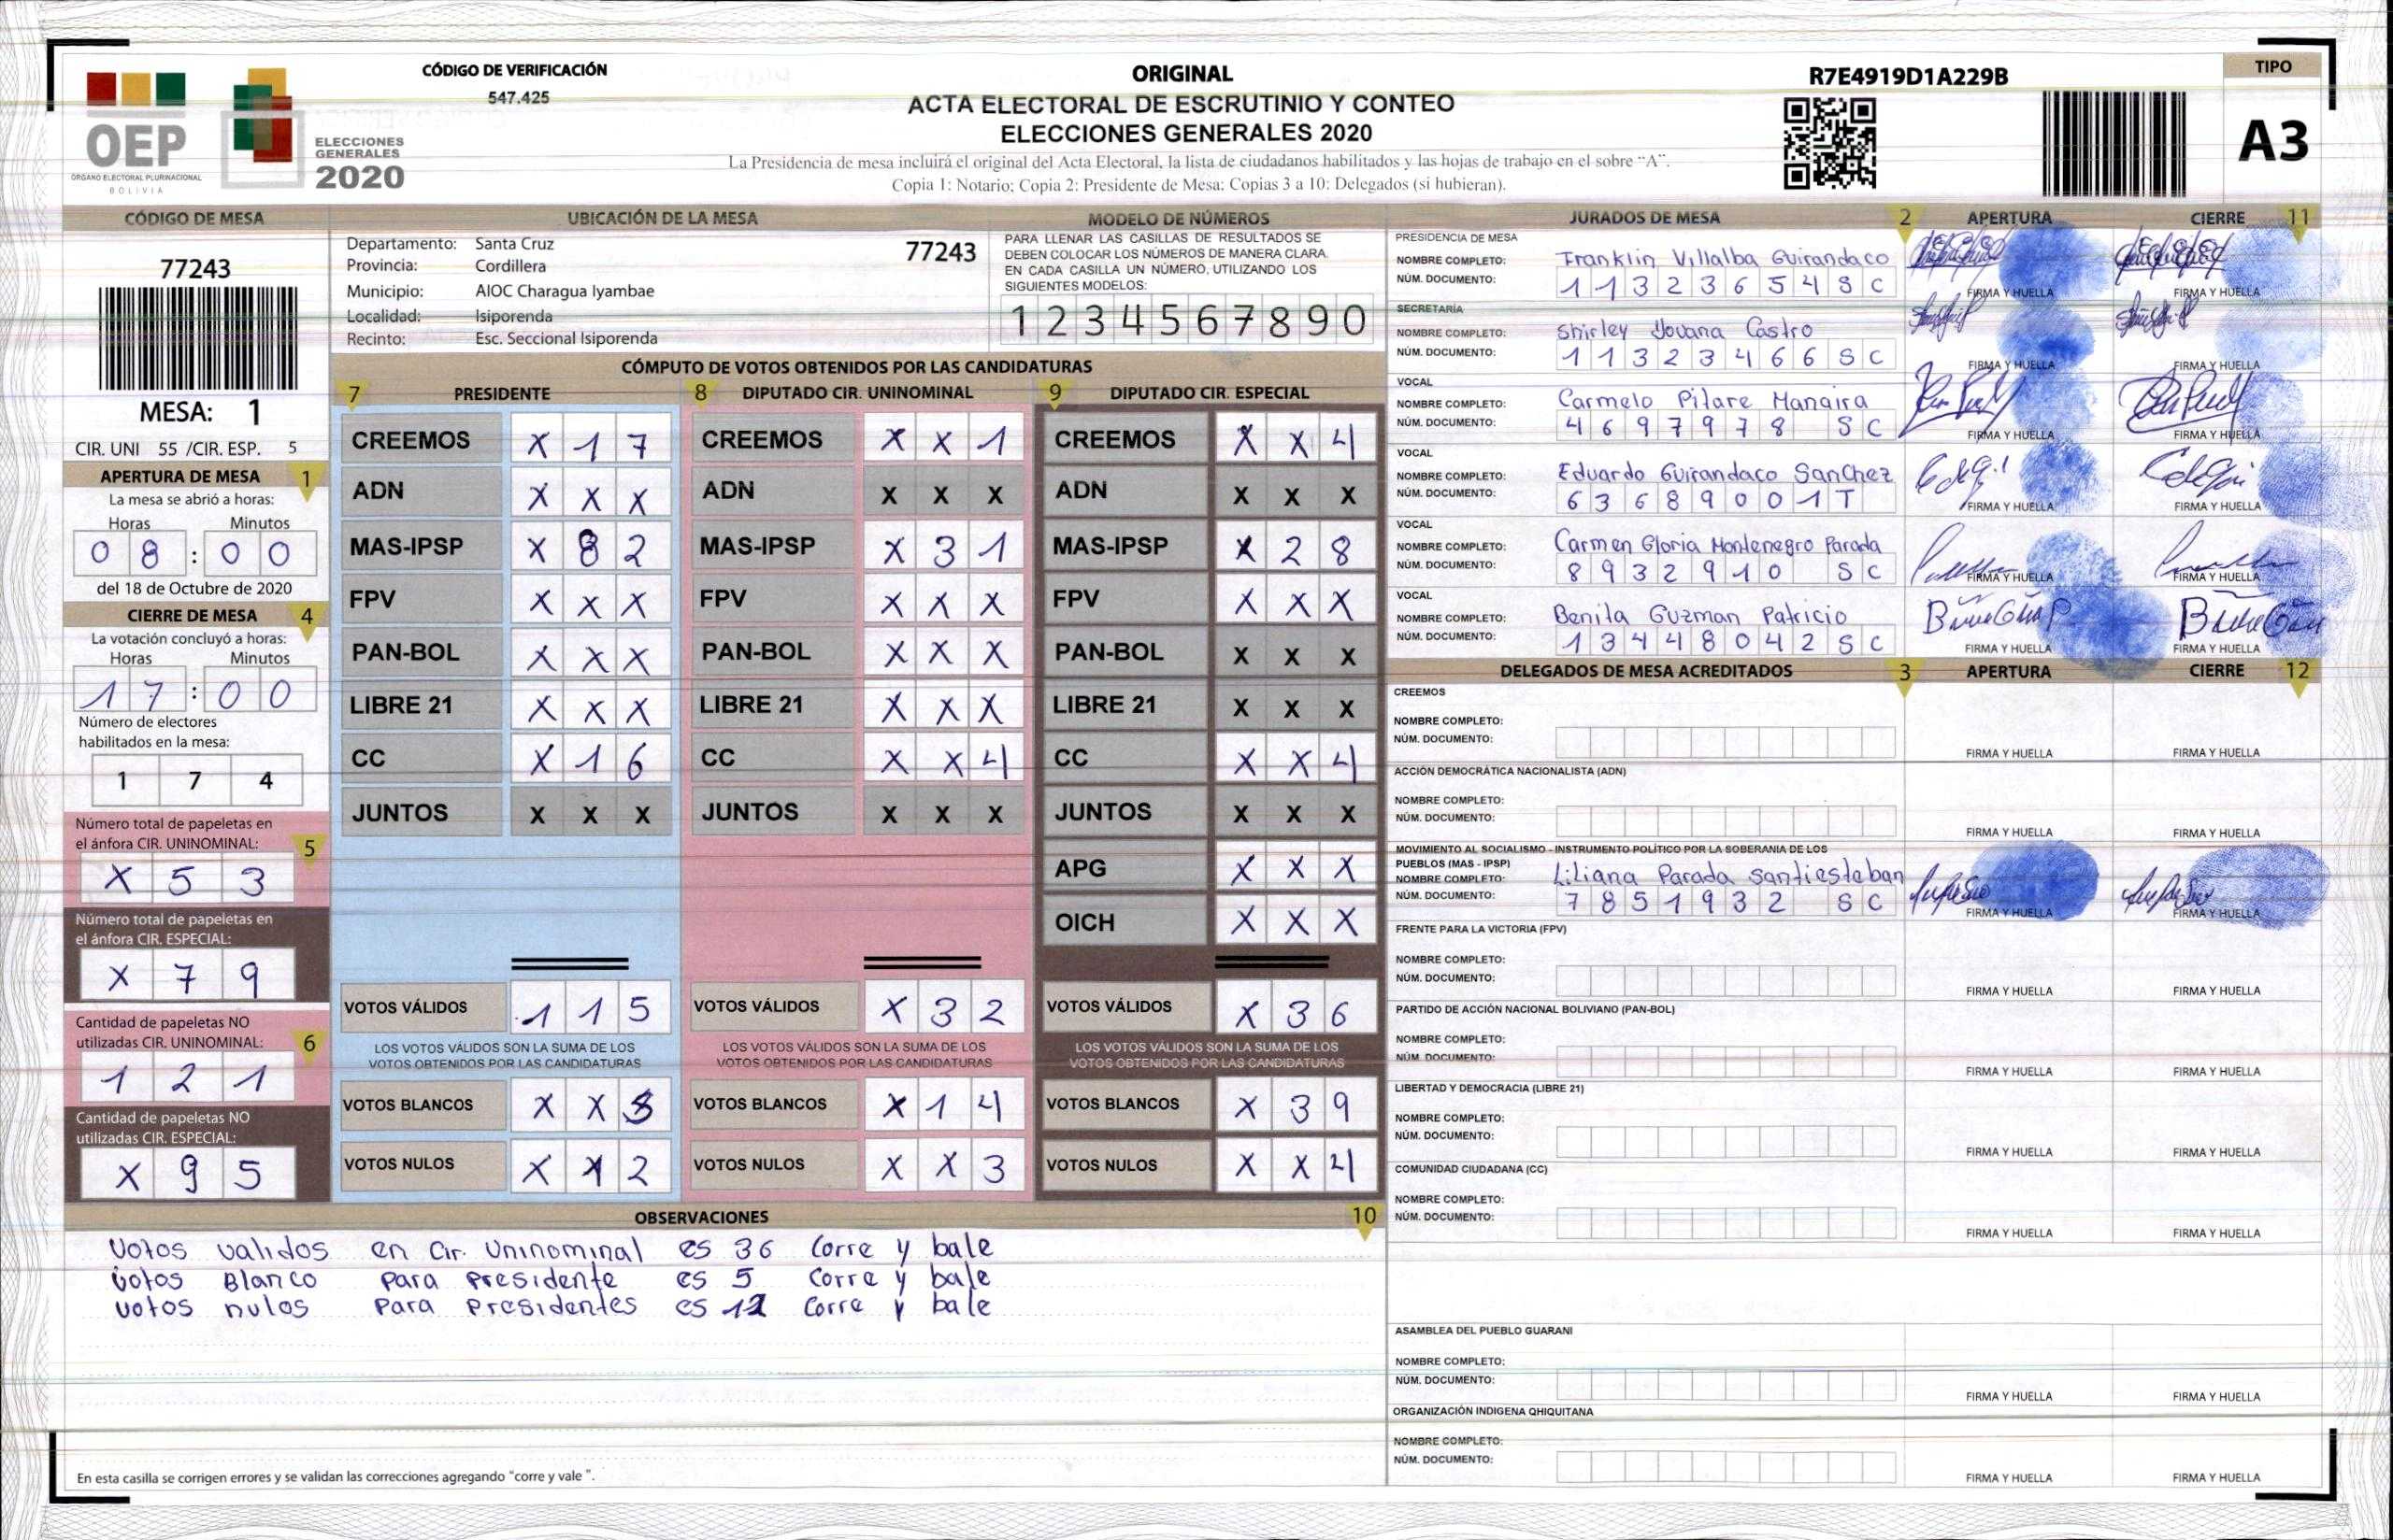 CÓDIGO DE VERIFICACIÓN
547.425
OEP
ÓRGANO ELECTORAL PLURINACIONAL
BOLIVIA
ELECCIONES
GENERALES
2020
ORIGINAL
ACTA ELECTORAL DE ESCRUTINIO Y CONTEO
ELECCIONES GENERALES 2020
La Presidencia de mesa incluirá el original del Acta Electoral, la lista de ciudadanos habilitados y las hojas de trabajo en el sobre “A”.
Copia 1: Notario; Copia 2: Presidente de Mesa; Copias 3 a 10: Delegados (si hubieran).
R7E4919D1A229B
TIPO
A3
CÓDIGO DE MESA
77243
MESA: 1
CIR. UNI 55 /CIR. ESP. 5
APERTURA DE MESA 1
La mesa se abrió a horas:
Horas Minutos
0 8 : 0 0
del 18 de Octubre de 2020
CIERRE DE MESA 4
La votación concluyó a horas:
Horas Minutos
1 7 : 0 0
Número de electores
habilitados en la mesa:
1 7 4
Número total de papeletas en
el ánfora CIR. UNINOMINAL: 5
X 5 3
Número total de papeletas en
el ánfora CIR. ESPECIAL:
X 7 9
Cantidad de papeletas NO
utilizadas CIR. UNINOMINAL: 6
1 2 1
Cantidad de papeletas NO
utilizadas CIR. ESPECIAL:
X 9 5
UBICACIÓN DE LA MESA
Departamento: Santa Cruz 77243
Provincia: Cordillera
Municipio: AIOC Charagua Iyambae
Localidad: Isiporenda
Recinto: Esc. Seccional Isiporenda
MODELO DE NÚMEROS
PARA LLENAR LAS CASILLAS DE RESULTADOS SE
DEBEN COLOCAR LOS NÚMEROS DE MANERA CLARA.
EN CADA CASILLA UN NÚMERO, UTILIZANDO LOS
SIGUIENTES MODELOS:
1 2 3 4 5 6 7 8 9 0
CÓMPUTO DE VOTOS OBTENIDOS POR LAS CANDIDATURAS
7 PRESIDENTE
CREEMOS X 1 7
ADN X X X
MAS-IPSP X 8 2
FPV X X X
PAN-BOL X X X
LIBRE 21 X X X
CC X 1 6
JUNTOS X X X
VOTOS VÁLIDOS 1 1 5
LOS VOTOS VÁLIDOS SON LA SUMA DE LOS
VOTOS OBTENIDOS POR LAS CANDIDATURAS
VOTOS BLANCOS X X
VOTOS NULOS X 2
8 DIPUTADO CIR. UNINOMINAL
CREEMOS X X 1
ADN X X X
MAS-IPSP X 3 1
FPV X X X
PAN-BOL X X X
LIBRE 21 X X X
CC X X 4
JUNTOS X X X
VOTOS VÁLIDOS X 3 2
LOS VOTOS VÁLIDOS SON LA SUMA DE LOS
VOTOS OBTENIDOS POR LAS CANDIDATURAS
VOTOS BLANCOS X 1 4
VOTOS NULOS X X 3
9 DIPUTADO CIR. ESPECIAL
CREEMOS X X 4
ADN X X X
MAS-IPSP X 2 8
FPV X X X
PAN-BOL X X X
LIBRE 21 X X X
CC X X 4
JUNTOS X X X
APG X X X
OICH X X X
VOTOS VÁLIDOS X 3 6
LOS VOTOS VÁLIDOS SON LA SUMA DE LOS
VOTOS OBTENIDOS POR LAS CANDIDATURAS
VOTOS BLANCOS X 3 9
VOTOS NULOS X X 4
OBSERVACIONES 10
Votos validos en Cir. Uninominal es 36 Corre y bale
votos Blanco para presidente es 5 Corre y bale
votos nulos para presidentes es 12 Corre y bale
En esta casilla se corrigen errores y se validan las correcciones agregando "corre y vale ".
JURADOS DE MESA 2 APERTURA CIERRE 11
PRESIDENCIA DE MESA
NOMBRE COMPLETO: Franklin Villalba Guirandaco
NÚM. DOCUMENTO: 1 1 3 2 3 6 5 4 S C
FIRMA Y HUELLA FIRMA Y HUELLA
SECRETARÍA
NOMBRE COMPLETO: Shirley Yovana Castro
NÚM. DOCUMENTO: 1 1 3 2 3 4 6 6 S C
FIRMA Y HUELLA FIRMA Y HUELLA
VOCAL
NOMBRE COMPLETO: Carmelo Pitare Manaira
NÚM. DOCUMENTO: 4 6 9 7 9 7 8 S C
FIRMA Y HUELLA FIRMA Y HUELLA
VOCAL
NOMBRE COMPLETO: Eduardo Guirandaco Sanchez
NÚM. DOCUMENTO: 6 3 6 8 9 0 0 1 T
FIRMA Y HUELLA FIRMA Y HUELLA
VOCAL
NOMBRE COMPLETO: Carmen Gloria Montenegro Parada
NÚM. DOCUMENTO: 8 9 3 2 9 1 0 S C
FIRMA Y HUELLA FIRMA Y HUELLA
VOCAL
NOMBRE COMPLETO: Benita Guzman Patricio
NÚM. DOCUMENTO: 1 3 4 4 8 0 4 2 S C
FIRMA Y HUELLA FIRMA Y HUELLA
DELEGADOS DE MESA ACREDITADOS 3 APERTURA CIERRE 12
CREEMOS
NOMBRE COMPLETO:
NÚM. DOCUMENTO:
FIRMA Y HUELLA FIRMA Y HUELLA
ACCIÓN DEMOCRÁTICA NACIONALISTA (ADN)
NOMBRE COMPLETO:
NÚM. DOCUMENTO:
FIRMA Y HUELLA FIRMA Y HUELLA
MOVIMIENTO AL SOCIALISMO - INSTRUMENTO POLÍTICO POR LA SOBERANIA DE LOS
PUEBLOS (MAS - IPSP)
NOMBRE COMPLETO: Liliana Parada Santiesteban
NÚM. DOCUMENTO: 7 8 5 1 9 3 2 S C
FIRMA Y HUELLA FIRMA Y HUELLA
FRENTE PARA LA VICTORIA (FPV)
NOMBRE COMPLETO:
NÚM. DOCUMENTO:
FIRMA Y HUELLA FIRMA Y HUELLA
PARTIDO DE ACCIÓN NACIONAL BOLIVIANO (PAN-BOL)
NOMBRE COMPLETO:
NÚM. DOCUMENTO:
FIRMA Y HUELLA FIRMA Y HUELLA
LIBERTAD Y DEMOCRACIA (LIBRE 21)
NOMBRE COMPLETO:
NÚM. DOCUMENTO:
FIRMA Y HUELLA FIRMA Y HUELLA
COMUNIDAD CIUDADANA (CC)
NOMBRE COMPLETO:
NÚM. DOCUMENTO:
FIRMA Y HUELLA FIRMA Y HUELLA
ASAMBLEA DEL PUEBLO GUARANI
NOMBRE COMPLETO:
NÚM. DOCUMENTO:
FIRMA Y HUELLA FIRMA Y HUELLA
ORGANIZACIÓN INDIGENA QHIQUITANA
NOMBRE COMPLETO:
NÚM. DOCUMENTO:
FIRMA Y HUELLA FIRMA Y HUELLA